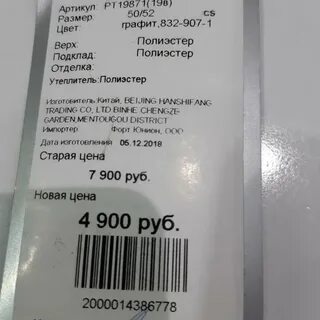 Артикул: PT19871(19в)
Размер: 50/52 cs
Цвет: графит,832-907-1
Верх: Полиэстер
Подклад: Полиэстер
Отделка:
Утеплитель:Полиэстер
Изготовитель Китай, BEIJING HANSHIFANG
TRADING CO, LTD.BINHE CHENGZE
GARDEN,MENTOUGOU DISTRICT
Импортер Форт Юнион, ООО
Дата изготовления 05.12.2018
Старая цена
7 900 руб.
Новая цена
4 900 руб.
2000014386778